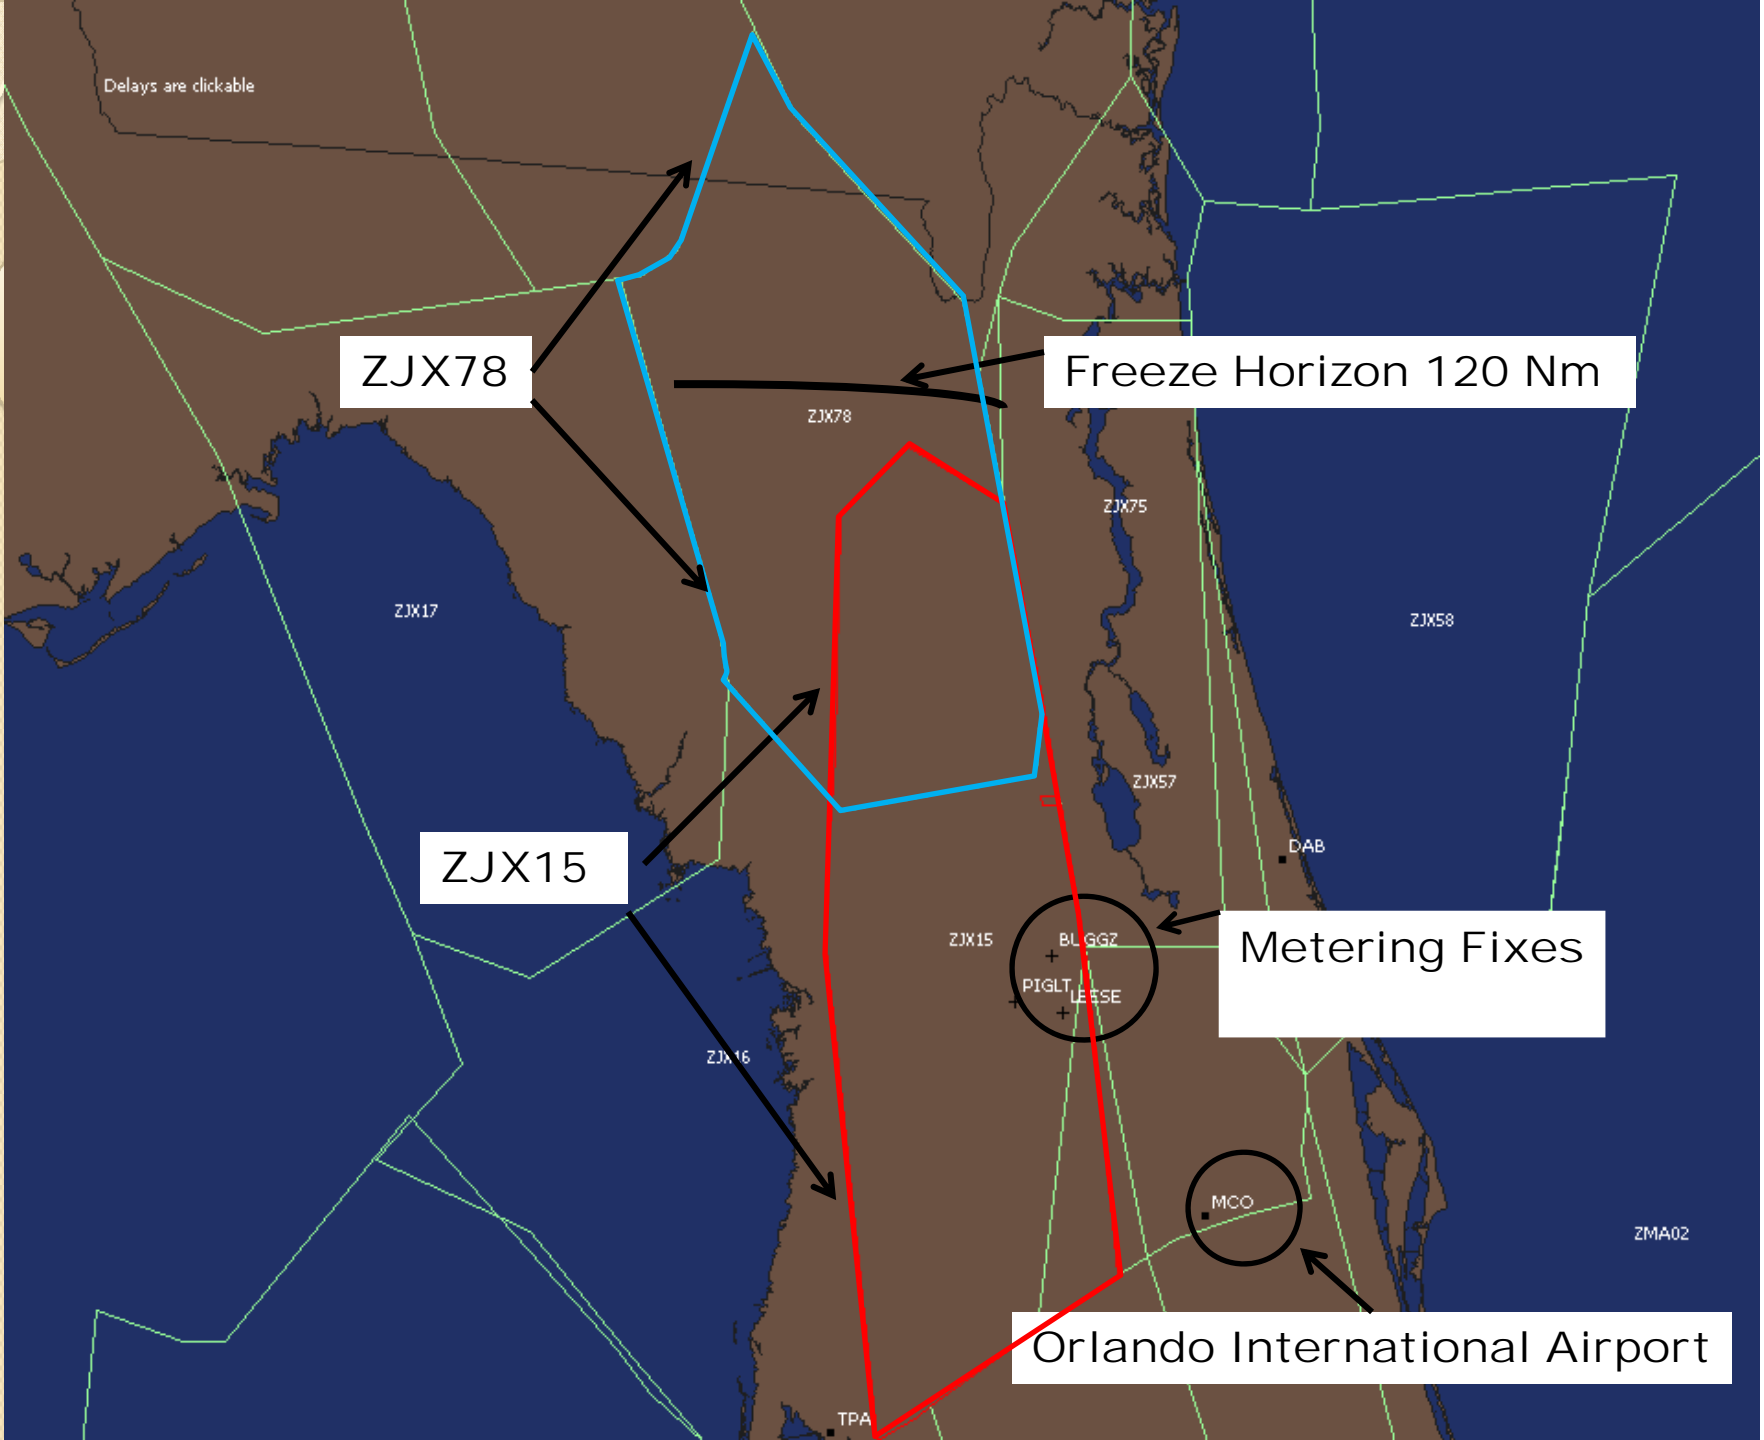 Delays are clickable
ZJX78
Freeze Horizon 120 Nm
ZJX78
ZJX75
ZJX17
ZJX58
ZJX57
DAB
ZJX15
ZJX15
BUGGZ
Metering Fixes
PIGLT
LEESE
ZJX16
MCO
ZMA02
Orlando International Airport
TPA